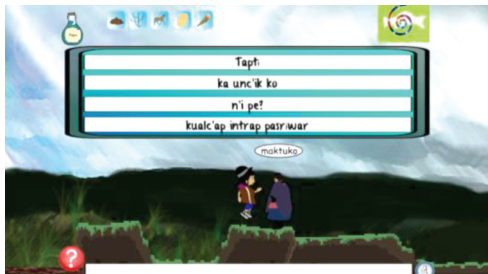 Tapti
ka unc'ik ko
n'i pe?
kualc'ap intrap pasriwar
maktuko
?